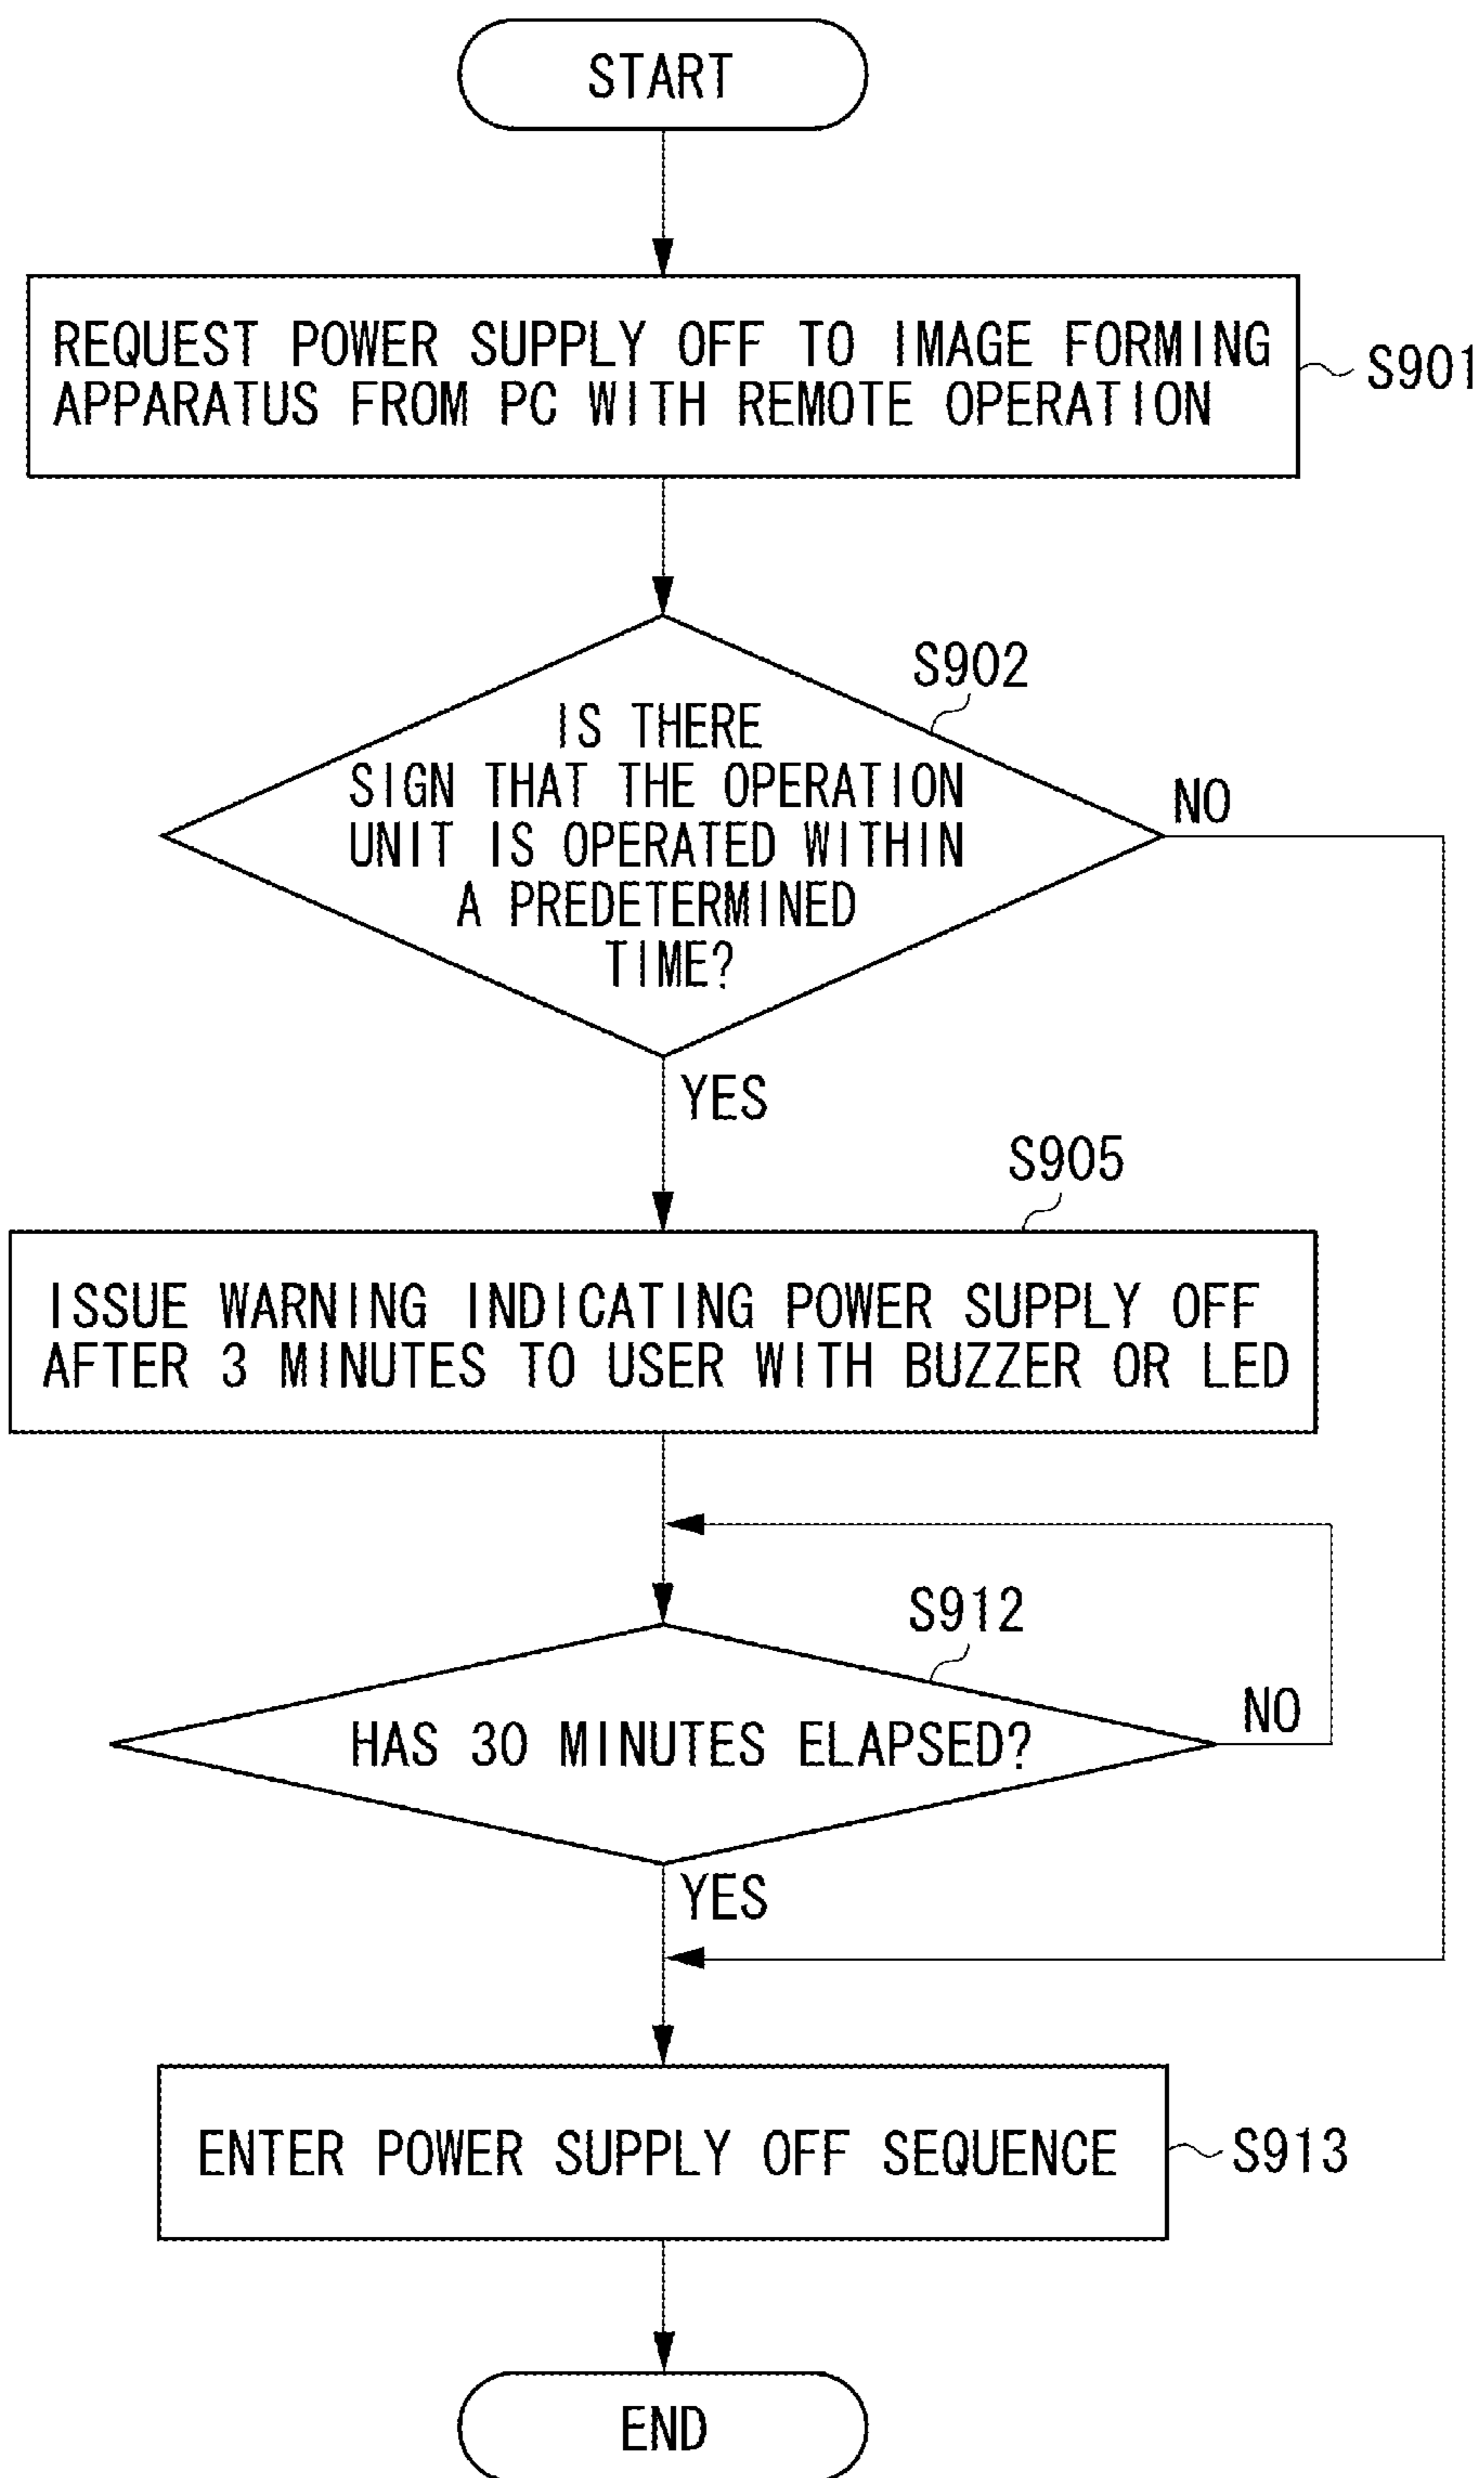 START
REQUEST POWER SUPPLY OFF TO IMAGE FORMING
APPARATUS FROM PC WITH REMOTE OPERATION
S901
S902
IS THERE
SIGN THAT THE OPERATION
UNIT IS OPERATED WITHIN
A PREDETERMINED
TIME?
NO
YES
S905
ISSUE WARNING INDICATING POWER SUPPLY OFF
AFTER 3 MINUTES TO USER WITH BUZZER OR LED
S912
HAS 30 MINUTES ELAPSED?
NO
YES
ENTER POWER SUPPLY OFF SEQUENCE
S913
END